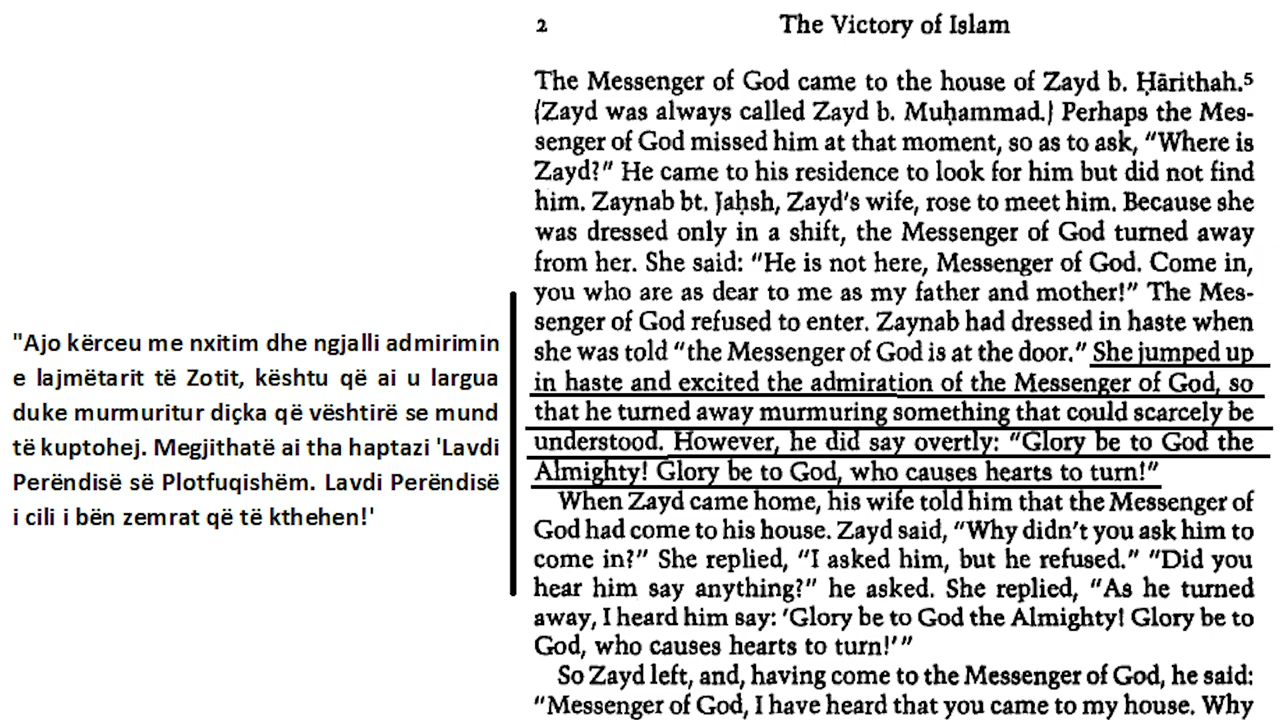 "Ajo kërceu me nxitim dhe ngjalli admirimin
e lajmëtarit të Zotit, kështu që ai u largua
duke murmuritur diçka që vështirë se mund
të kuptohej. Megjithatë ai tha haptazi 'Lavdi
Perëndisë së Plotfuqishëm. Lavdi Perëndisë
i cili i bën zemrat që të kthehen!'
2 The Victory of Islam
The Messenger of God came to the house of Zayd b. Ḥārithah.⁵
(Zayd was always called Zayd b. Muḥammad.) Perhaps the Mes-
senger of God missed him at that moment, so as to ask, "Where is
Zayd?" He came to his residence to look for him but did not find
him. Zaynab bt. Jaḥsh, Zayd's wife, rose to meet him. Because she
was dressed only in a shift, the Messenger of God turned away
from her. She said: "He is not here, Messenger of God. Come in,
you who are as dear to me as my father and mother!" The Mes-
senger of God refused to enter. Zaynab had dressed in haste when
she was told "the Messenger of God is at the door." She jumped up
in haste and excited the admiration of the Messenger of God, so
that he turned away murmuring something that could scarcely be
understood. However, he did say overtly: "Glory be to God the
Almighty! Glory be to God, who causes hearts to turn!"
When Zayd came home, his wife told him that the Messenger of
God had come to his house. Zayd said, "Why didn't you ask him to
come in?" She replied, "I asked him, but he refused." "Did you
hear him say anything?" he asked. She replied, "As he turned
away, I heard him say: 'Glory be to God the Almighty! Glory be to
God, who causes hearts to turn!'"
So Zayd left, and, having come to the Messenger of God, he said:
"Messenger of God, I have heard that you came to my house. Why